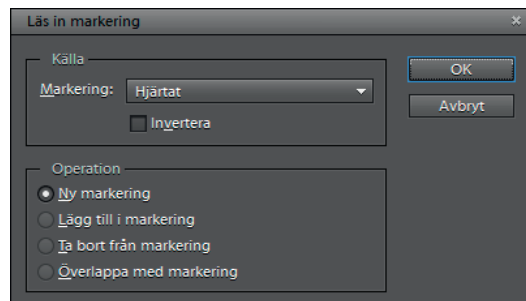 Läs in markering
Källa
Markering: Hjärtat
Invertera
OK
Avbryt
Operation
Ny markering
Lägg till i markering
Ta bort från markering
Överlappa med markering